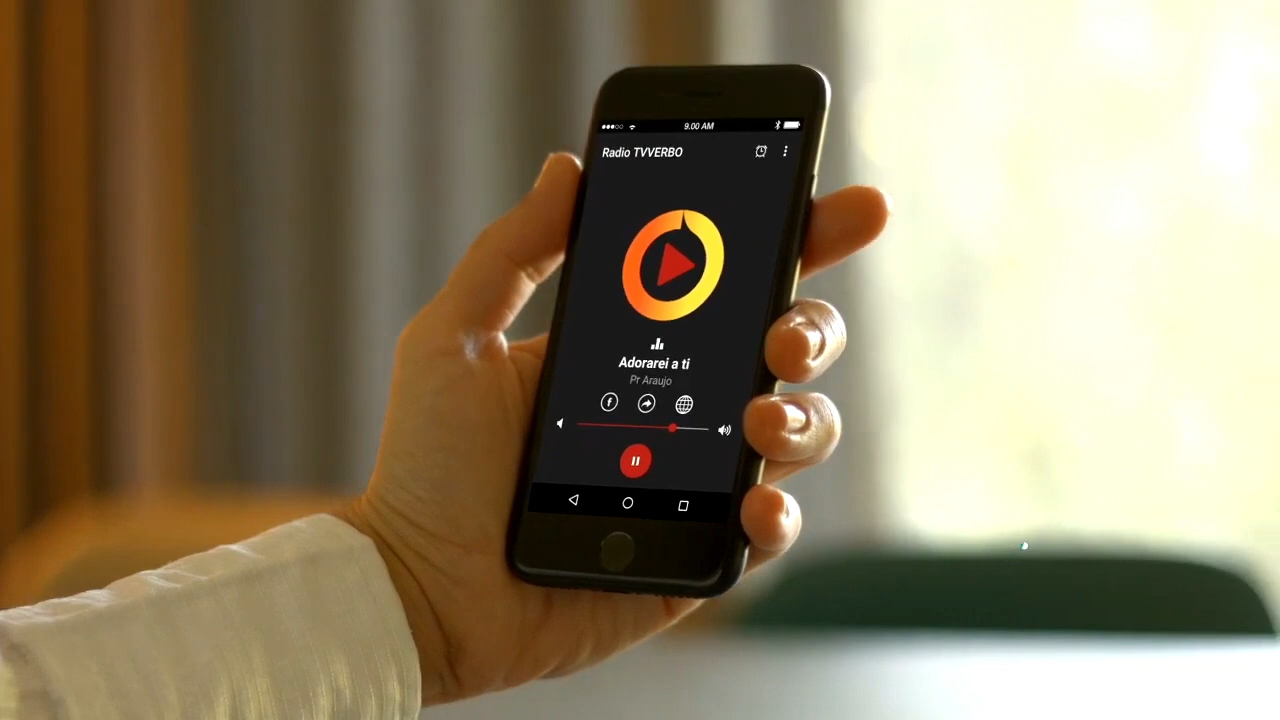 9.00 AM
Radio TVVERBO
Adorarei a ti
Pr Araujo
f